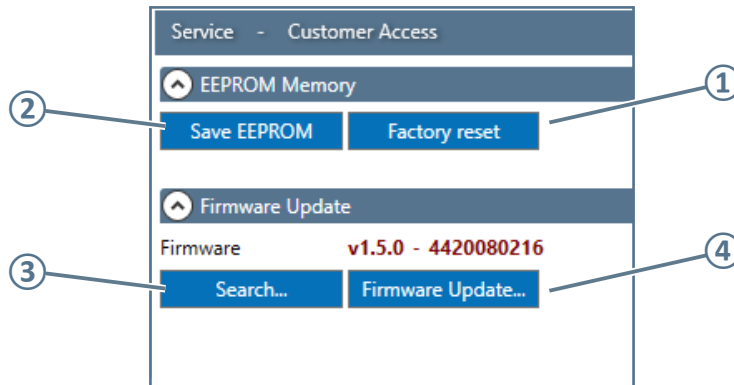 Service - Customer Access
EEPROM Memory
1
2
Save EEPROM Factory reset
Firmware Update
Firmware v1.5.0 - 4420080216
3
4
Search... Firmware Update...